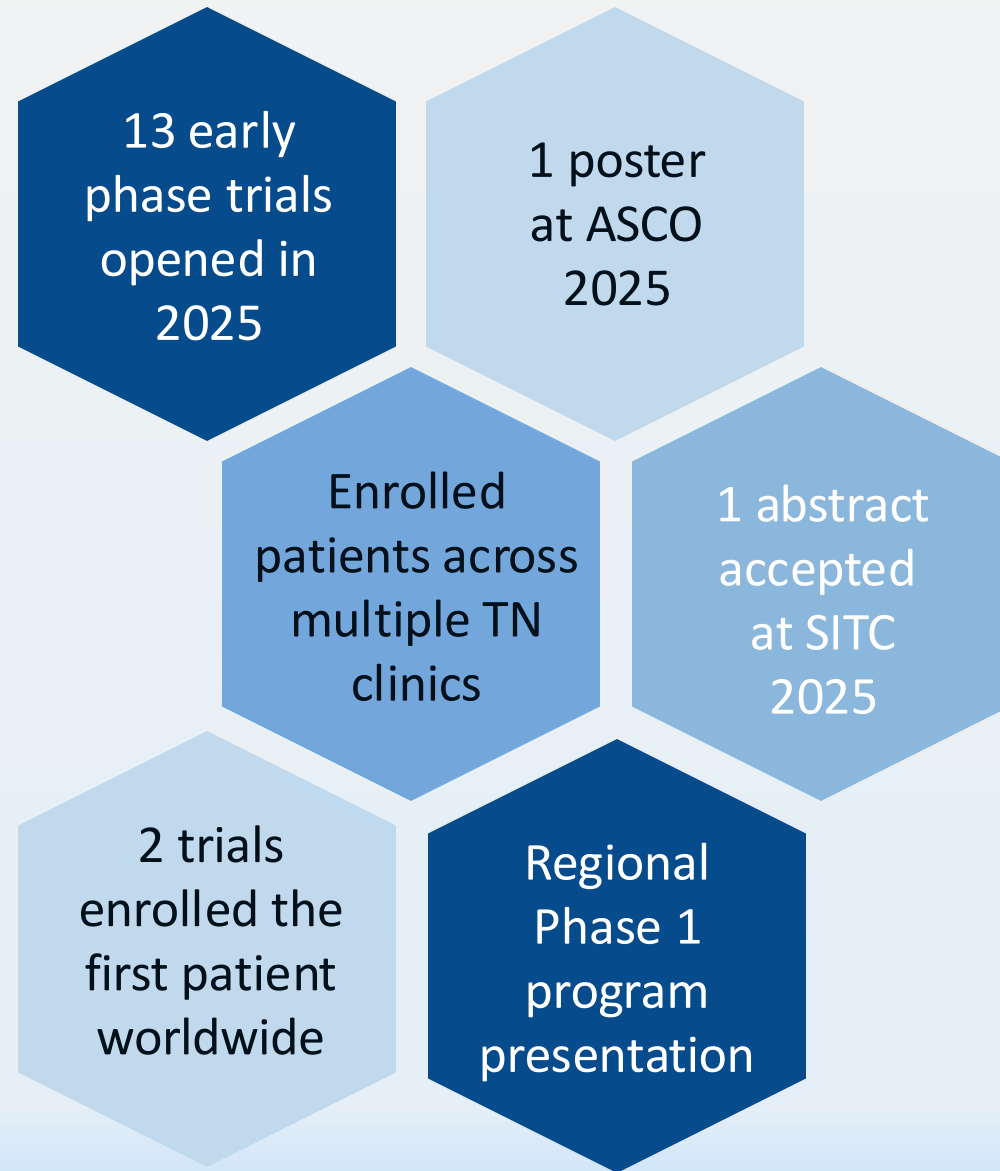 13 early
phase trials
opened in
2025
1 poster
at ASCO
2025
Enrolled
patients across
multiple TN
clinics
1 abstract
accepted
at SITC
2025
2 trials
enrolled the
first patient
worldwide
Regional
Phase 1
program
presentation